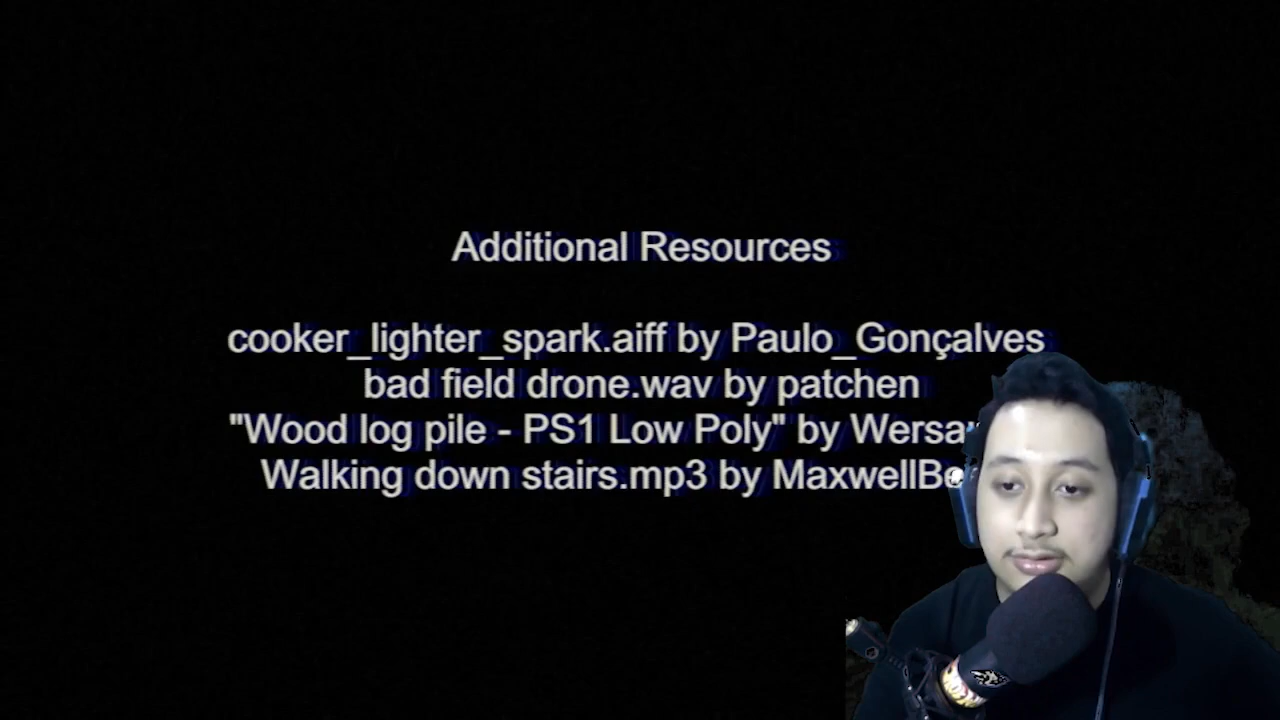 Additional Resources
cooker_lighter_spark.aiff by Paulo_Gonçalves
bad field drone.wav by patchen
"Wood log pile - PS1 Low Poly" by
Walking down stairs.mp3 by